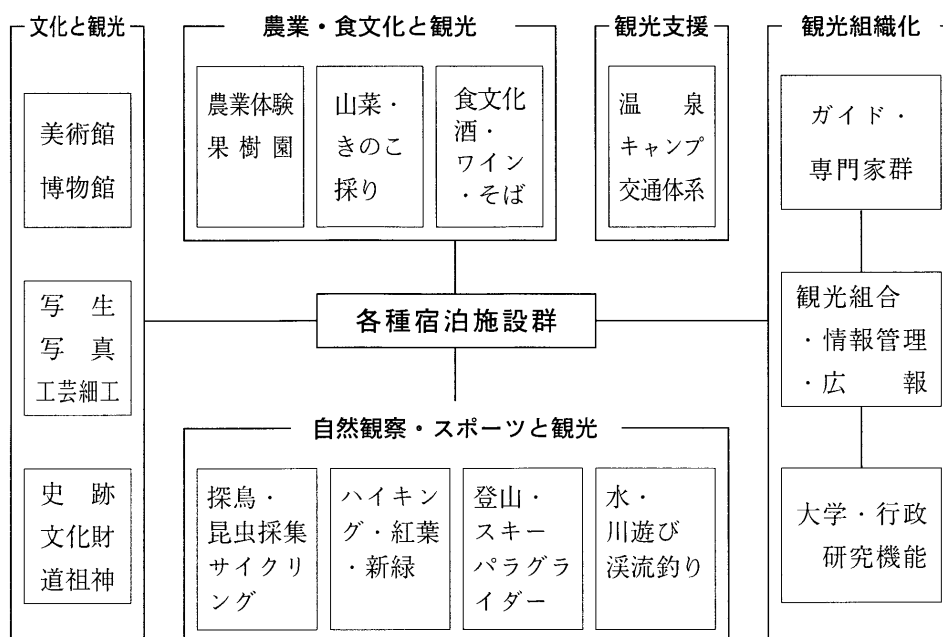 文化と観光
美術館
博物館
写生
写真
工芸細工
史跡
文化財
道祖神
農業・食文化と観光
農業体験
果樹園
山菜・
きのこ
採り
食文化
酒・
ワイン
・そば
観光支援
温泉
キャンプ
交通体系
各種宿泊施設群
自然観察・スポーツと観光
探鳥・
昆虫採集
サイクリ
ング
ハイキン
グ・紅葉
・新緑
登山・
スキー
パラグラ
イダー
水・
川遊び
渓流釣り
観光組織化
ガイド・
専門家群
観光組合
・情報管理
・広報
大学・行政
研究機能